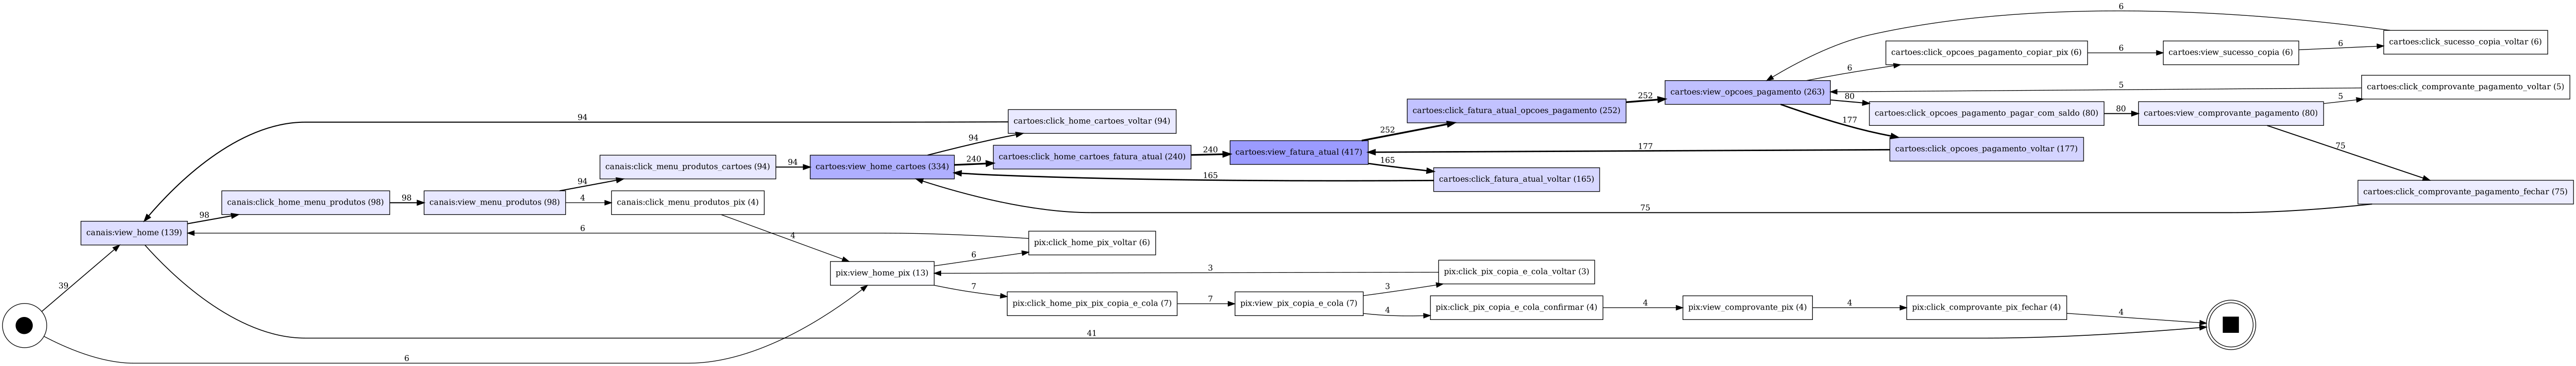 6
cartoes:click_sucesso_copia_voltar (6)
cartoes:click_opcoes_pagamento_copiar_pix (6)
6
cartoes:view_sucesso_copia (6)
6
6
5
cartoes:click_comprovante_pagamento_voltar (5)
cartoes:view_opcoes_pagamento (263)
252
80
5
cartoes:click_fatura_atual_opcoes_pagamento (252)
cartoes:click_opcoes_pagamento_pagar_com_saldo (80)
80
cartoes:view_comprovante_pagamento (80)
94
cartoes:click_home_cartoes_voltar (94)
252
177
94
240
cartoes:view_fatura_atual (417)
177
cartoes:click_opcoes_pagamento_voltar (177)
75
cartoes:click_home_cartoes_fatura_atual (240)
240
165
canais:click_menu_produtos_cartoes (94)
94
cartoes:view_home_cartoes (334)
165
cartoes:click_fatura_atual_voltar (165)
94
cartoes:click_comprovante_pagamento_fechar (75)
canais:click_home_menu_produtos (98)
98
canais:view_menu_produtos (98)
4
canais:click_menu_produtos_pix (4)
75
98
canais:view_home (139)
6
4
pix:click_home_pix_voltar (6)
6
3
pix:click_pix_copia_e_cola_voltar (3)
pix:view_home_pix (13)
39
7
3
pix:click_home_pix_pix_copia_e_cola (7)
7
pix:view_pix_copia_e_cola (7)
4
pix:click_pix_copia_e_cola_confirmar (4)
4
pix:view_comprovante_pix (4)
4
pix:click_comprovante_pix_fechar (4)
4
41
6